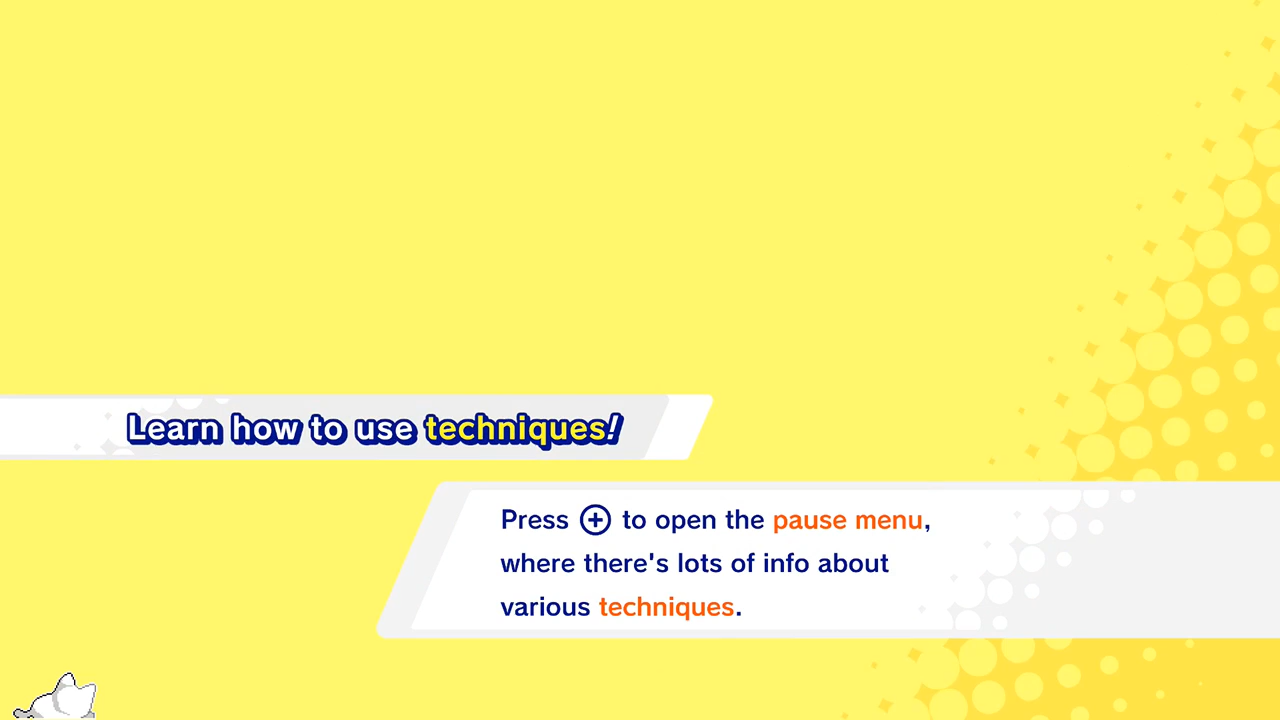 Learn how to use techniques!
Press ⊕ to open the pause menu,
where there's lots of info about
various techniques.